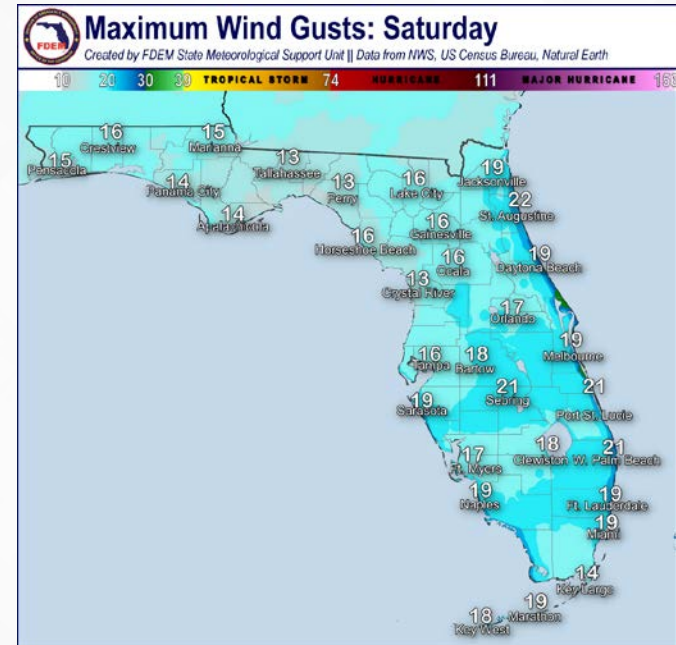 FDEM
Maximum Wind Gusts: Saturday
Created by FDEM State Meteorological Support Unit || Data from NWS, US Census Bureau, Natural Earth
10 20 30 39 TROPICAL STORM 74 HURRICANE 111 MAJOR HURRICANE
16
Crestview
15
Marianna
15
Pensacola
14
Panama City
13
Tallahassee
13
Perry
16
Lake City
19
Jacksonville
14
Apalachicola
22
St. Augustine
16
Gainesville
16
Horseshoe Beach
16
Ocala
19
Daytona Beach
13
Crystal River
17
Orlando
19
Melbourne
16
Tampa
18
Bartow
21
Sebring
21
Port St. Lucie
19
Sarasota
18
Clewiston
21
W. Palm Beach
17
Ft. Myers
19
Naples
19
Ft. Lauderdale
19
Miami
14
Key Largo
19
Marathon
18
Key West